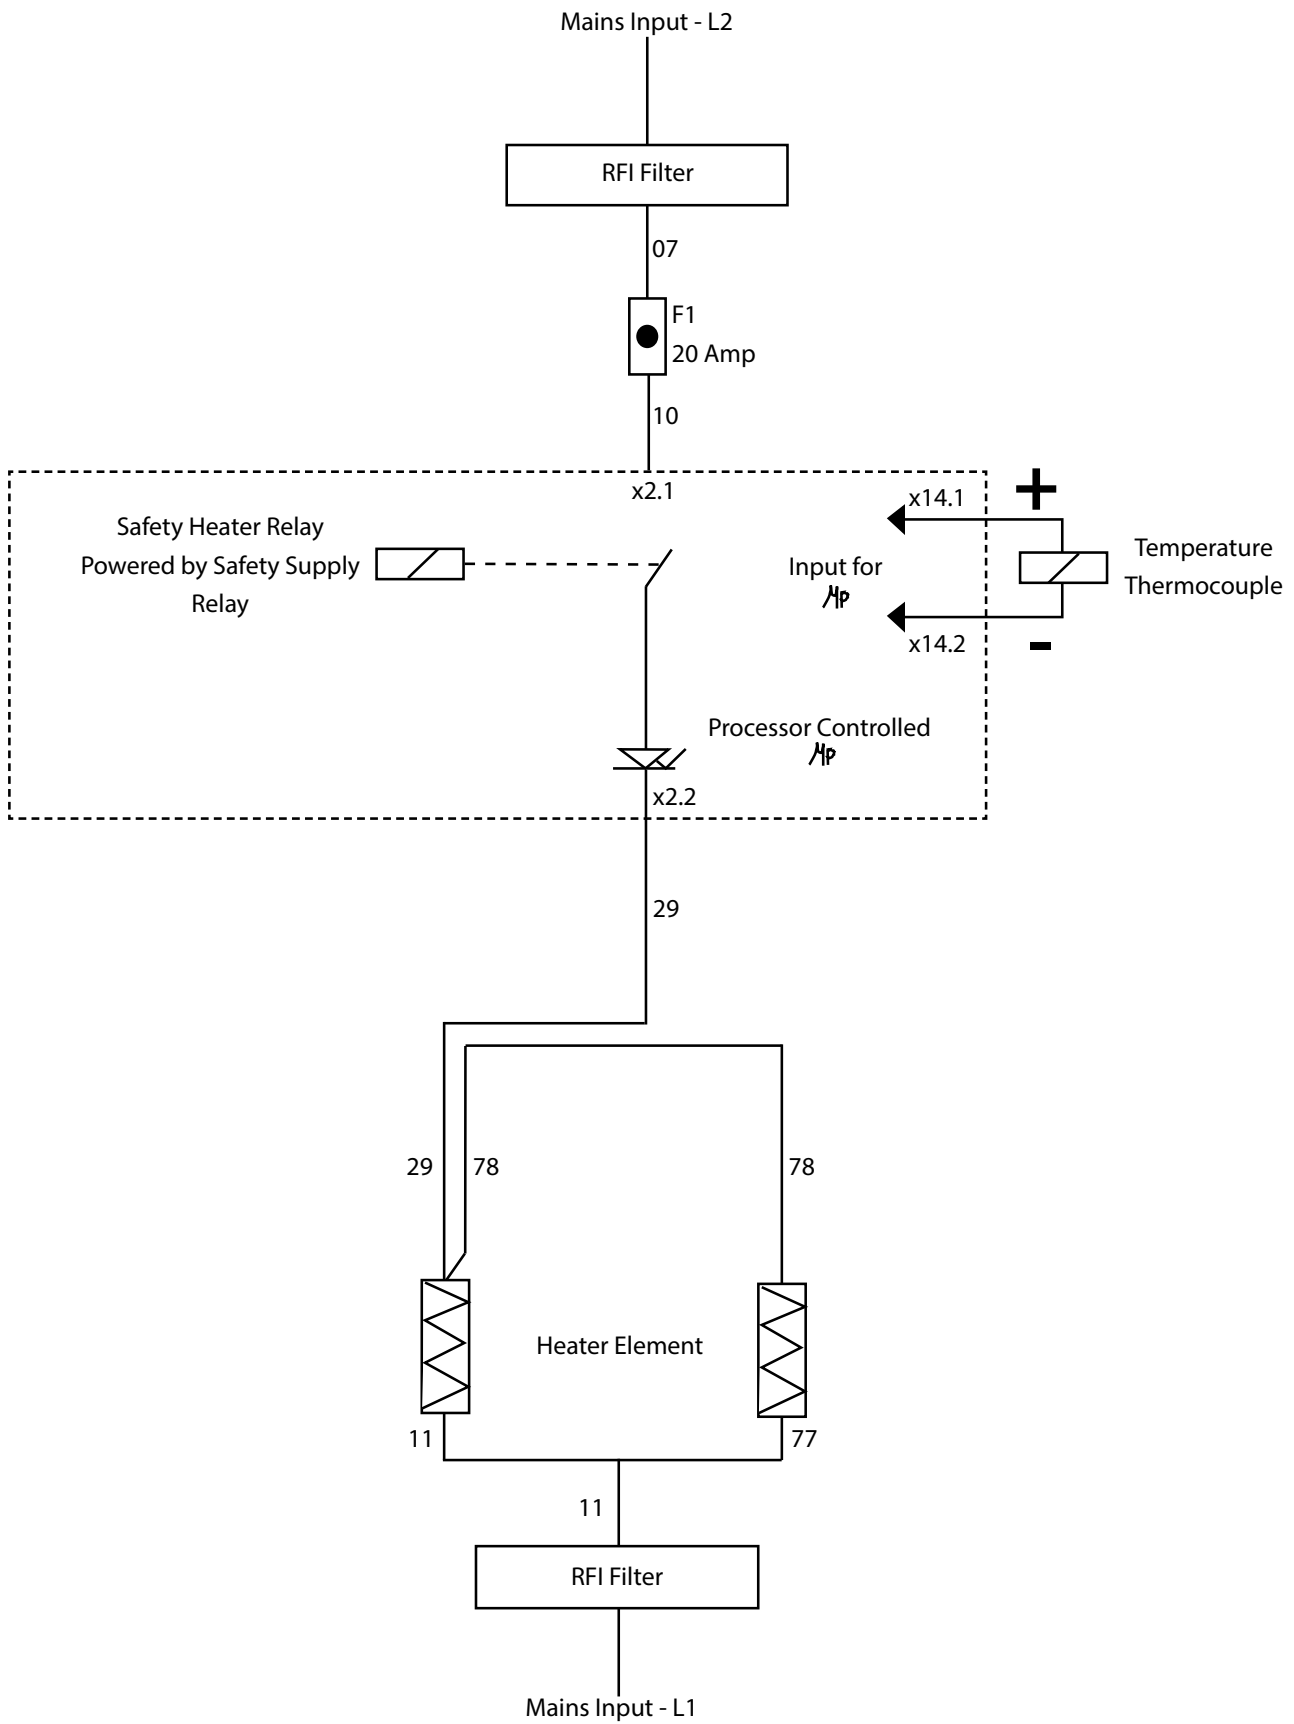 Mains Input - L2
RFI Filter
07
F1
20 Amp
10
x2.1
x14.1
+
Safety Heater Relay
Powered by Safety Supply
Relay
Input for
μp
Temperature
Thermocouple
x14.2
-
Processor Controlled
μp
x2.2
29
29
78
78
Heater Element
11
77
11
RFI Filter
Mains Input - L1